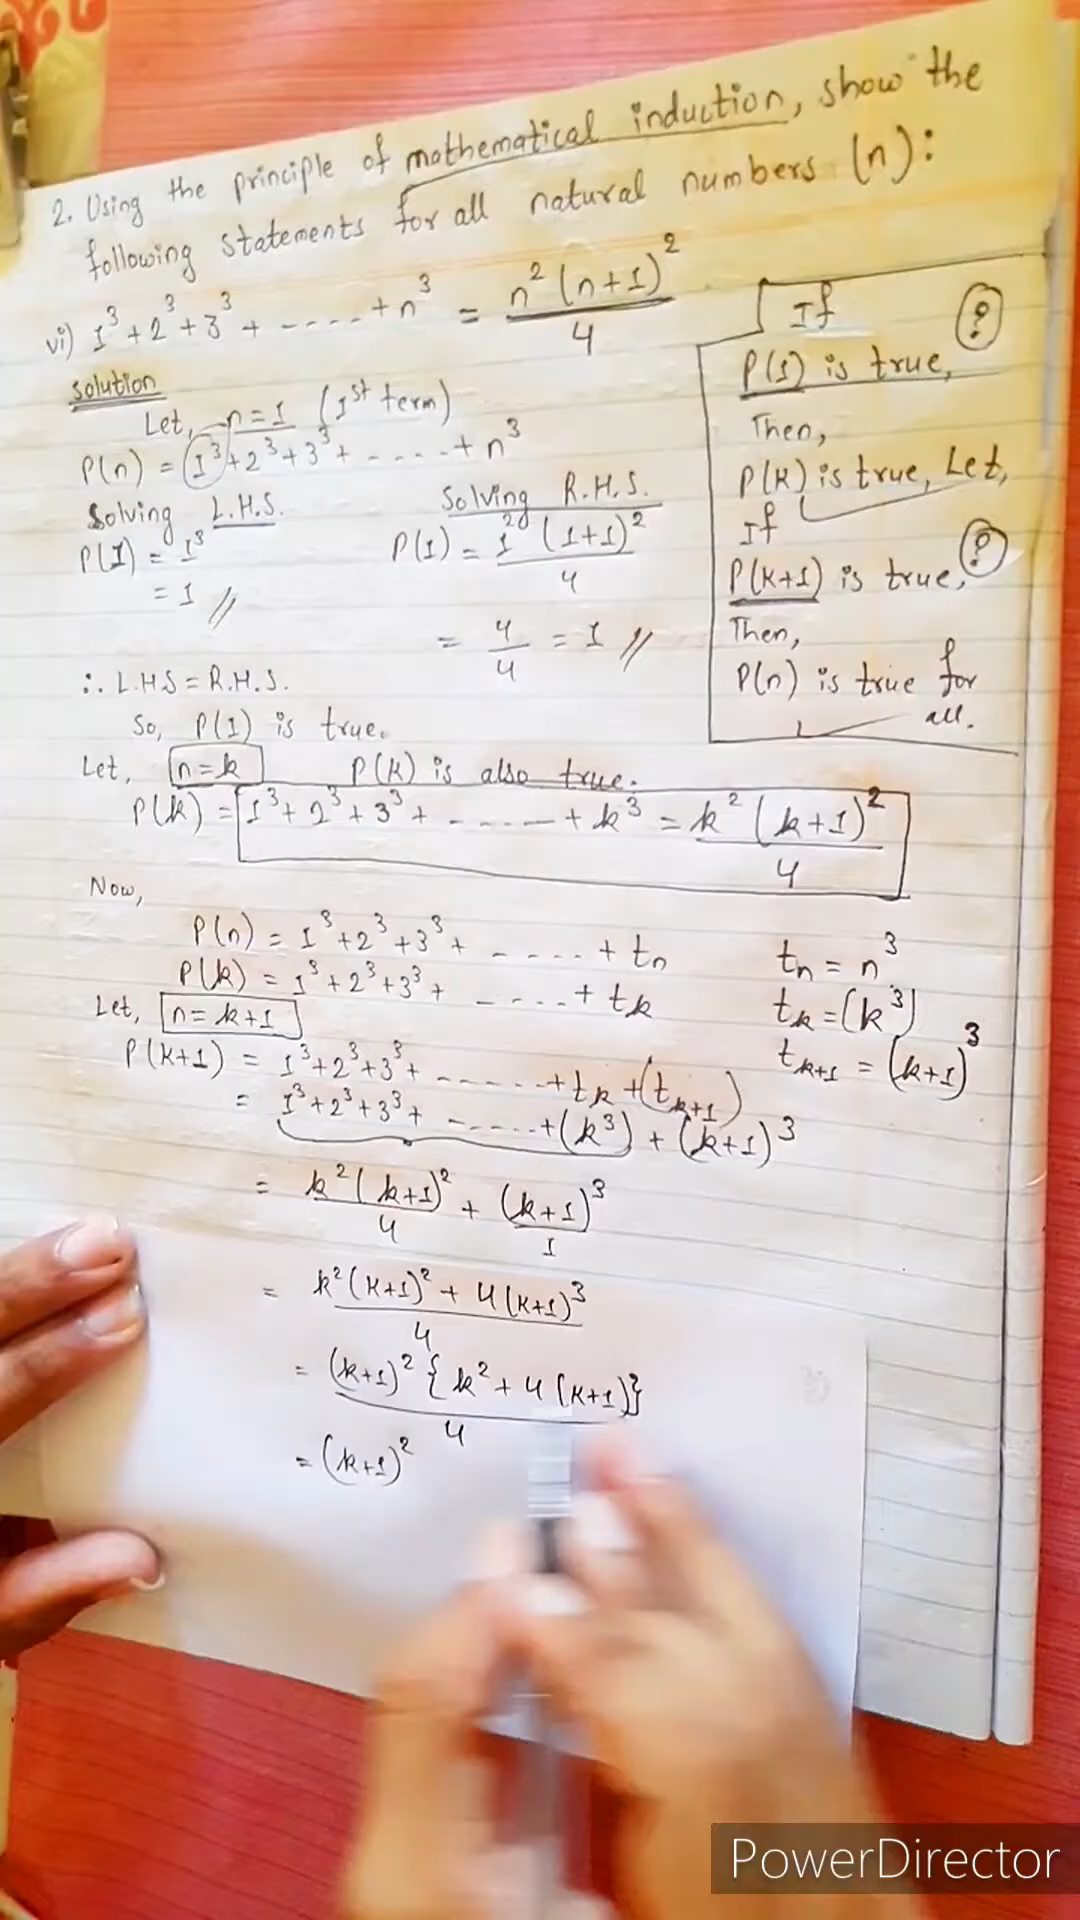 2. Using the principle of mathematical induction, show the
following statements for all natural numbers (n):
vi) 1³ + 2³ + 3³ + ----- + n³ = n²(n+1)²/4
Solution
Let, n = 1 (1st term)
P(n) = 1³ + 2³ + 3³ + ----- + n³
Solving L.H.S.
P(1) = 1³
= 1 //
Solving R.H.S.
P(1) = 1²(1+1)²/4
= 4/4 = 1 //
∴ L.H.S = R.H.S.
So, P(1) is true.
If ?
P(1) is true,
Then,
P(k) is true, Let,
If
P(k+1) is true, ?
Then,
P(n) is true for
all.
Let, n = k P(k) is also true.
P(k) = 1³ + 2³ + 3³ + ----- + k³ = k²(k+1)²/4
Now,
P(n) = 1³ + 2³ + 3³ + ----- + tₙ
tₙ = n³
P(k) = 1³ + 2³ + 3³ + ----- + tₖ
tₖ = (k³)
Let, n = k+1
P(k+1) = 1³ + 2³ + 3³ + ----- + tₖ + (tₖ₊₁)
tₖ₊₁ = (k+1)³
= 1³ + 2³ + 3³ + ----- + (k³) + (k+1)³
= k²(k+1)²/4 + (k+1)³/1
= k²(k+1)² + 4(k+1)³/4
= (k+1)² {k² + 4(k+1)}/4
= (k+1)²
PowerDirector